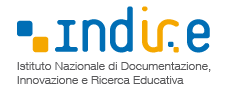 indire
Istituto Nazionale di Documentazione,
Innovazione e Ricerca Educativa